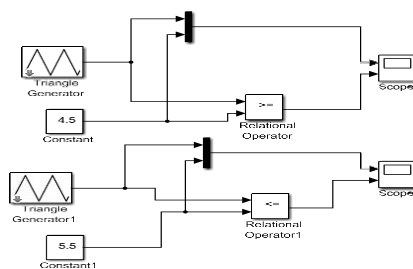 Triangle
Generator
4.5
Constant
>=
Relational
Operator
Scope
Triangle
Generator1
5.5
Constant1
<=
Relational
Operator1
Scope